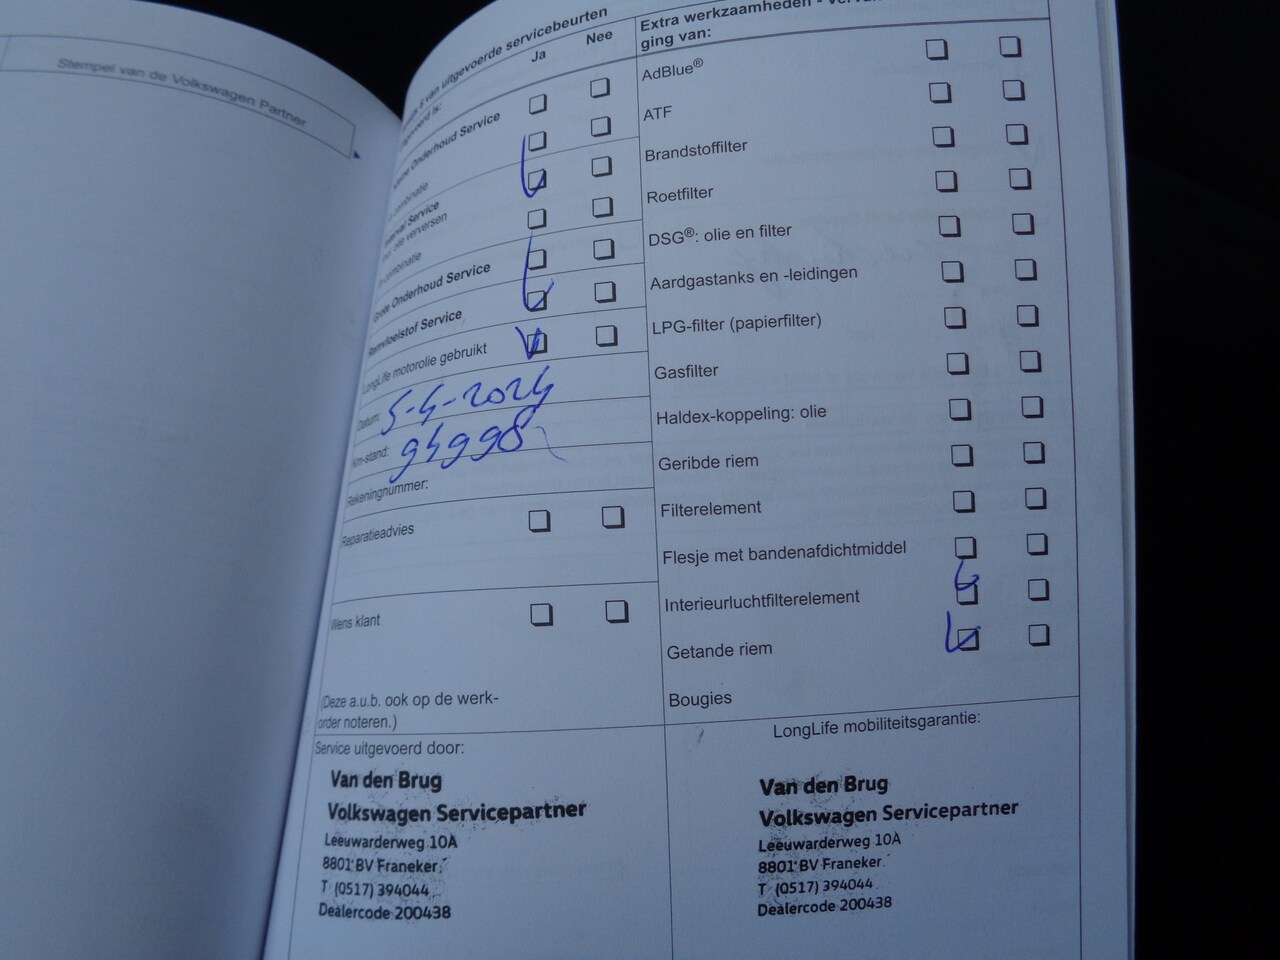 Stempel van de Volkswagen Partner
van uitgevoerde servicebeurten
Ja
Nee
Onderhoud Service
combinatie
Interval Service
olie verversen
combinatie
Grote Onderhoud Service
Remvloeistof Service
LongLife motorolie gebruikt
Datum: 5-4-2024
Km-stand: 94998
Rekeningnummer:
Reparatieadvies
Wens klant
(Deze a.u.b. ook op de werk-
order noteren.)
Service uitgevoerd door:
Van den Brug
Volkswagen Servicepartner
Leeuwarderweg 10A
8801 BV Franeker
T (0517) 394044
Dealercode 200438
Extra werkzaamheden -
ging van:
AdBlue®
ATF
Brandstoffilter
Roetfilter
DSG®: olie en filter
Aardgastanks en -leidingen
LPG-filter (papierfilter)
Gasfilter
Haldex-koppeling: olie
Geribde riem
Filterelement
Flesje met bandenafdichtmiddel
Interieurluchtfilterelement
Getande riem
Bougies
LongLife mobiliteitsgarantie:
Van den Brug
Volkswagen Servicepartner
Leeuwarderweg 10A
8801 BV Franeker
T (0517) 394044
Dealercode 200438